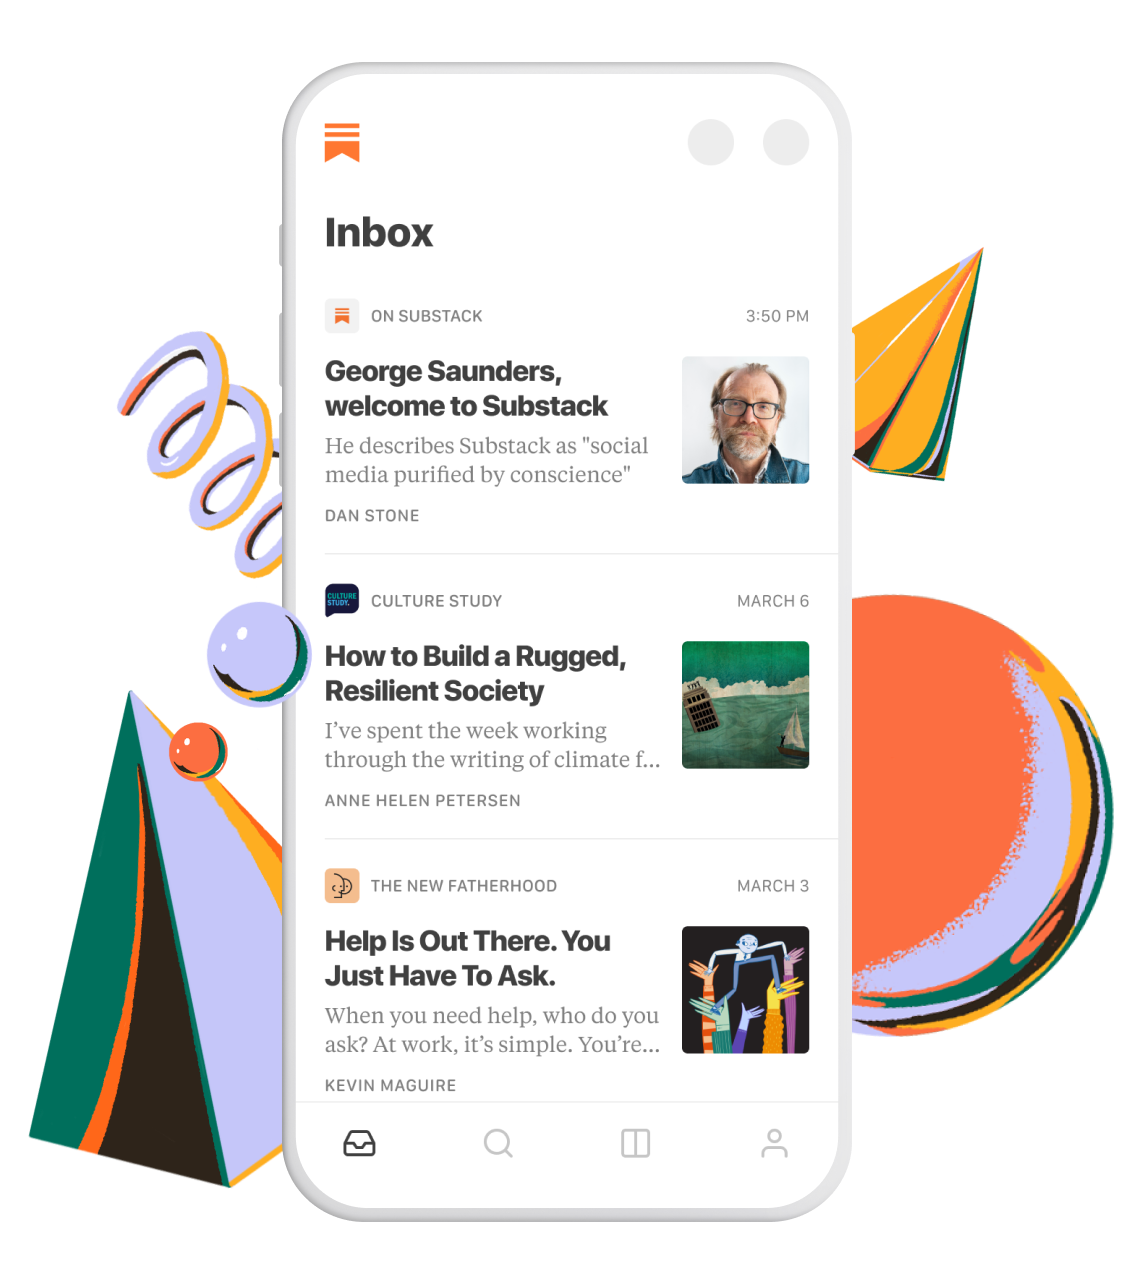 Inbox
ON SUBSTACK 3:50 PM
George Saunders,
welcome to Substack
He describes Substack as "social
media purified by conscience"
DAN STONE
CULTURE STUDY. CULTURE STUDY MARCH 6
How to Build a Rugged,
Resilient Society
I’ve spent the week working
through the writing of climate f...
ANNE HELEN PETERSEN
THE NEW FATHERHOOD MARCH 3
Help Is Out There. You
Just Have To Ask.
When you need help, who do you
ask? At work, it’s simple. You’re...
KEVIN MAGUIRE